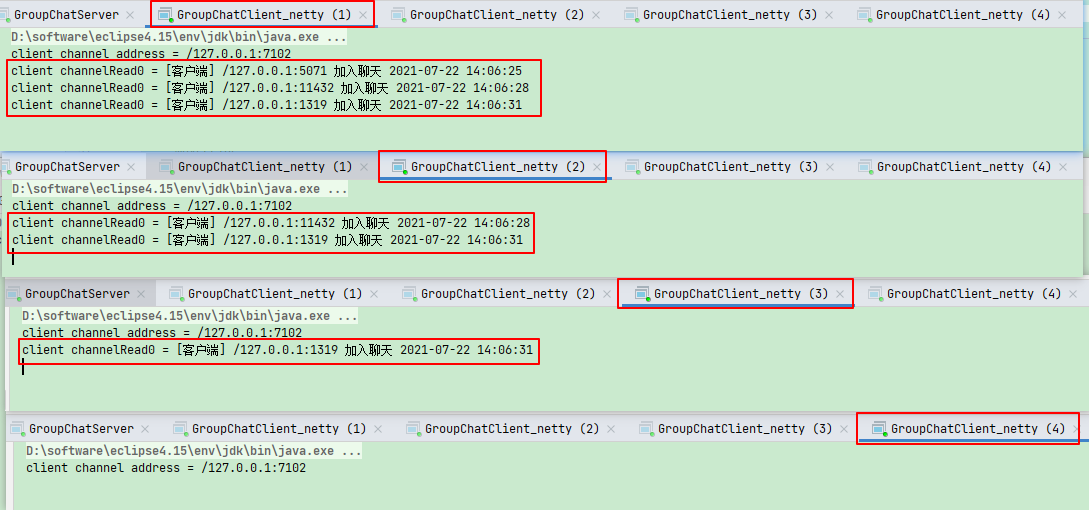 GroupChatServer GroupChatClient_netty (1) GroupChatClient_netty (2) GroupChatClient_netty (3) GroupChatClient_netty (4)
D:\software\eclipse4.15\env\jdk\bin\java.exe ...
client channel address = /127.0.0.1:7102
client channelRead0 = [客户端] /127.0.0.1:5071 加入聊天 2021-07-22 14:06:25
client channelRead0 = [客户端] /127.0.0.1:11432 加入聊天 2021-07-22 14:06:28
client channelRead0 = [客户端] /127.0.0.1:1319 加入聊天 2021-07-22 14:06:31
GroupChatServer GroupChatClient_netty (1) GroupChatClient_netty (2) GroupChatClient_netty (3) GroupChatClient_netty (4)
D:\software\eclipse4.15\env\jdk\bin\java.exe ...
client channel address = /127.0.0.1:7102
client channelRead0 = [客户端] /127.0.0.1:11432 加入聊天 2021-07-22 14:06:28
client channelRead0 = [客户端] /127.0.0.1:1319 加入聊天 2021-07-22 14:06:31
GroupChatServer GroupChatClient_netty (1) GroupChatClient_netty (2) GroupChatClient_netty (3) GroupChatClient_netty (4)
D:\software\eclipse4.15\env\jdk\bin\java.exe ...
client channel address = /127.0.0.1:7102
client channelRead0 = [客户端] /127.0.0.1:1319 加入聊天 2021-07-22 14:06:31
GroupChatServer GroupChatClient_netty (1) GroupChatClient_netty (2) GroupChatClient_netty (3) GroupChatClient_netty (4)
D:\software\eclipse4.15\env\jdk\bin\java.exe ...
client channel address = /127.0.0.1:7102